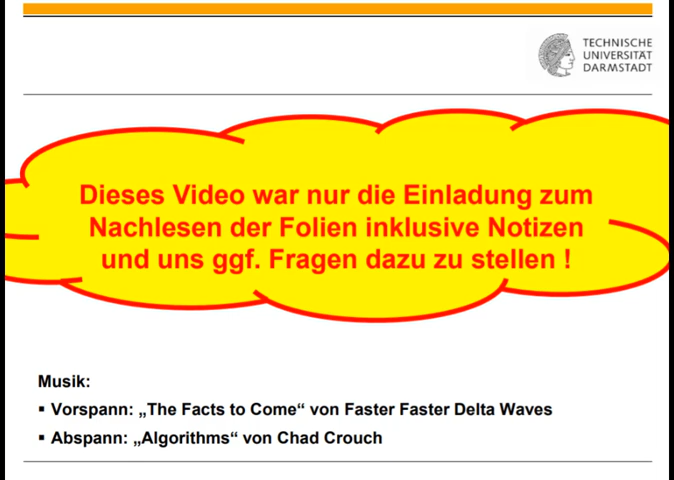 TECHNISCHE
UNIVERSITÄT
DARMSTADT
Dieses Video war nur die Einladung zum
Nachlesen der Folien inklusive Notizen
und uns ggf. Fragen dazu zu stellen !
Musik:
▪ Vorspann: „The Facts to Come“ von Faster Faster Delta Waves
▪ Abspann: „Algorithms“ von Chad Crouch